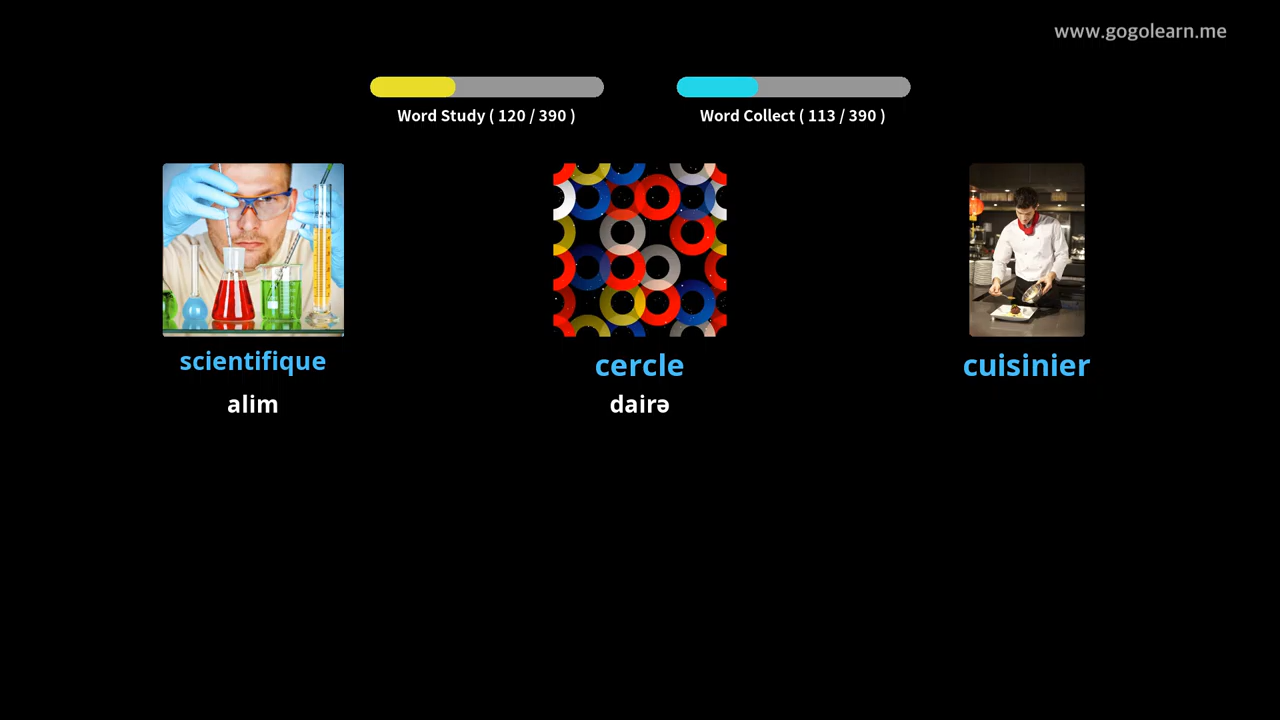 www.gogolearn.me
Word Study ( 120 / 390 )
Word Collect ( 113 / 390 )
scientifique
cercle
cuisinier
alim
dairə